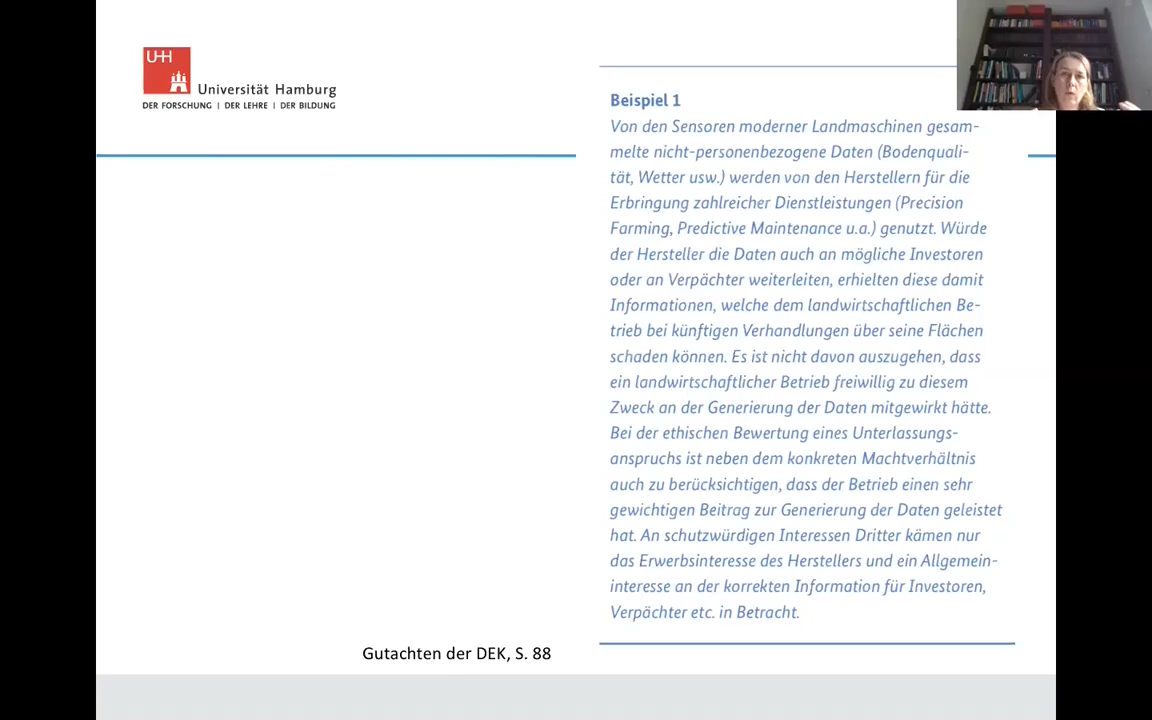 UHH
Universität Hamburg
DER FORSCHUNG | DER LEHRE | DER BILDUNG
Beispiel 1
Von den Sensoren moderner Landmaschinen gesam-
melte nicht-personenbezogene Daten (Bodenquali-
tät, Wetter usw.) werden von den Herstellern für die
Erbringung zahlreicher Dienstleistungen (Precision
Farming, Predictive Maintenance u.a.) genutzt. Würde
der Hersteller die Daten auch an mögliche Investoren
oder an Verpächter weiterleiten, erhielten diese damit
Informationen, welche dem landwirtschaftlichen Be-
trieb bei künftigen Verhandlungen über seine Flächen
schaden können. Es ist nicht davon auszugehen, dass
ein landwirtschaftlicher Betrieb freiwillig zu diesem
Zweck an der Generierung der Daten mitgewirkt hätte.
Bei der ethischen Bewertung eines Unterlassungs-
anspruchs ist neben dem konkreten Machtverhältnis
auch zu berücksichtigen, dass der Betrieb einen sehr
gewichtigen Beitrag zur Generierung der Daten geleistet
hat. An schutzwürdigen Interessen Dritter kämen nur
das Erwerbsinteresse des Herstellers und ein Allgemein-
interesse an der korrekten Information für Investoren,
Verpächter etc. in Betracht.
Gutachten der DEK, S. 88